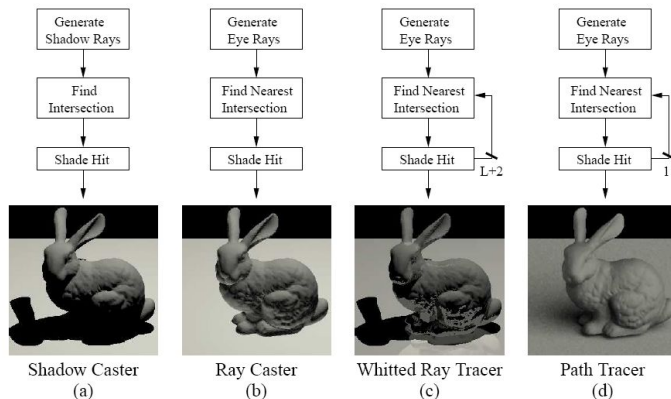 Generate
Shadow Rays
Find
Intersection
Shade Hit
Shadow Caster
(a)
Generate
Eye Rays
Find Nearest
Intersection
Shade Hit
Ray Caster
(b)
Generate
Eye Rays
Find Nearest
Intersection
Shade Hit
L+2
Whitted Ray Tracer
(c)
Generate
Eye Rays
Find Nearest
Intersection
Shade Hit
1
Path Tracer
(d)